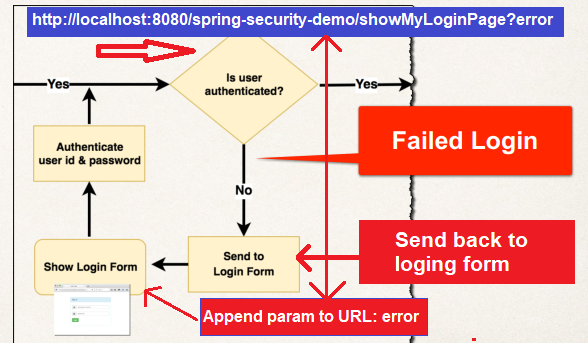 http://localhost:8080/spring-security-demo/showMyLoginPage?error
Is user
authenticated?
Yes
Yes
Authenticate
user id & password
Failed Login
No
Send to
Login Form
Send back to
loging form
Show Login Form
Append param to URL: error